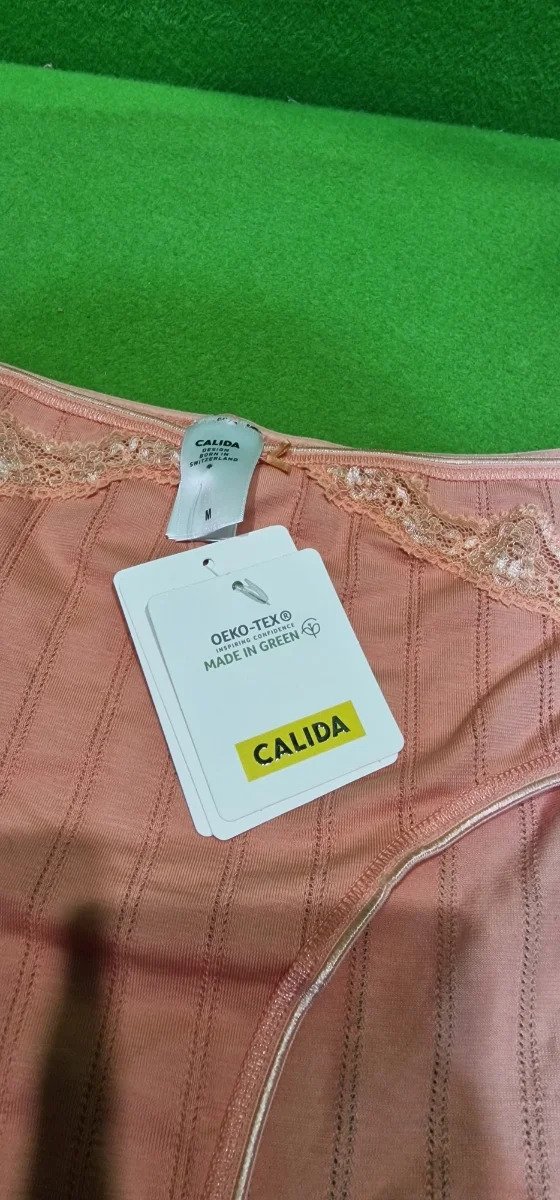 CALIDA
DESIGN
BORN IN
SWITZERLAND
M
OEKO-TEX®
INSPIRING CONFIDENCE
MADE IN GREEN
CALIDA